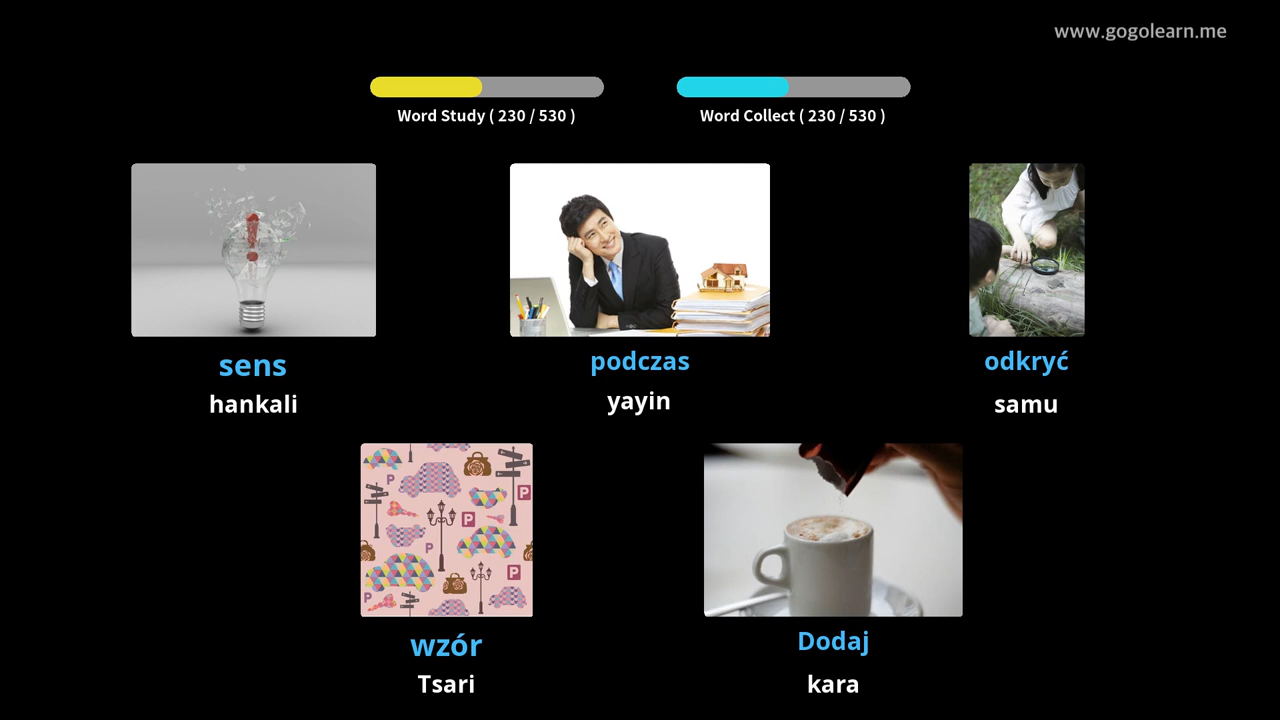 www.gogolearn.me
Word Study ( 230 / 530 )
Word Collect ( 230 / 530 )
sens
hankali
podczas
yayin
odkryć
samu
P
P
P
P
P
P
wzór
Tsari
Dodaj
kara